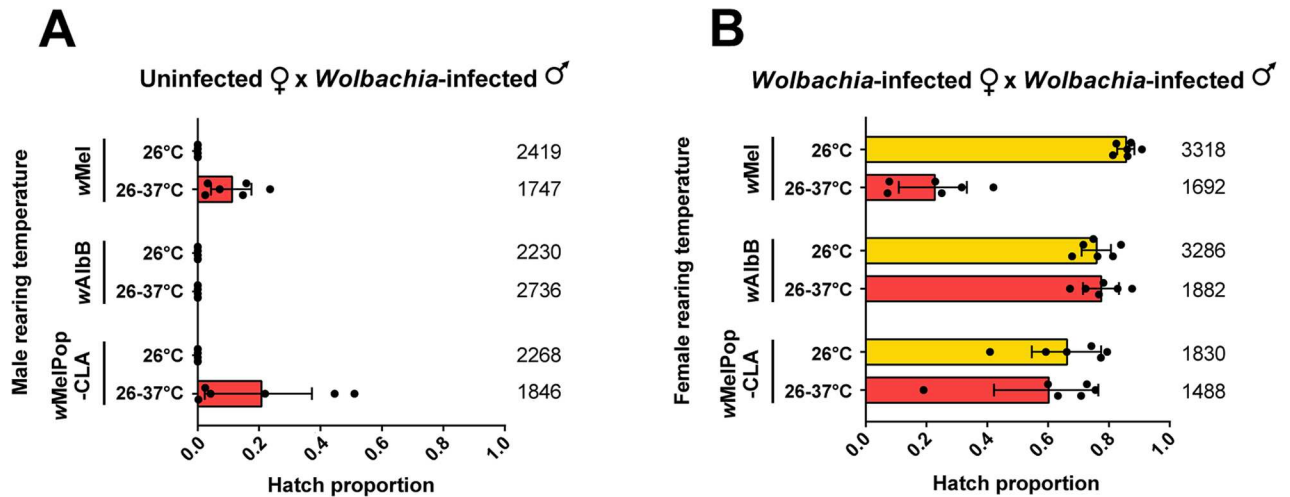 A
Uninfected ♀ x Wolbachia-infected ♂
Male rearing temperature
wMel
26°C
2419
26-37°C
1747
wAlbB
26°C
2230
26-37°C
2736
wMelPop
-CLA
26°C
2268
26-37°C
1846
0.0
0.2
0.4
0.6
0.8
1.0
Hatch proportion
B
Wolbachia-infected ♀ x Wolbachia-infected ♂
Female rearing temperature
wMel
26°C
3318
26-37°C
1692
wAlbB
26°C
3286
26-37°C
1882
wMelPop
-CLA
26°C
1830
26-37°C
1488
0.0
0.2
0.4
0.6
0.8
1.0
Hatch proportion